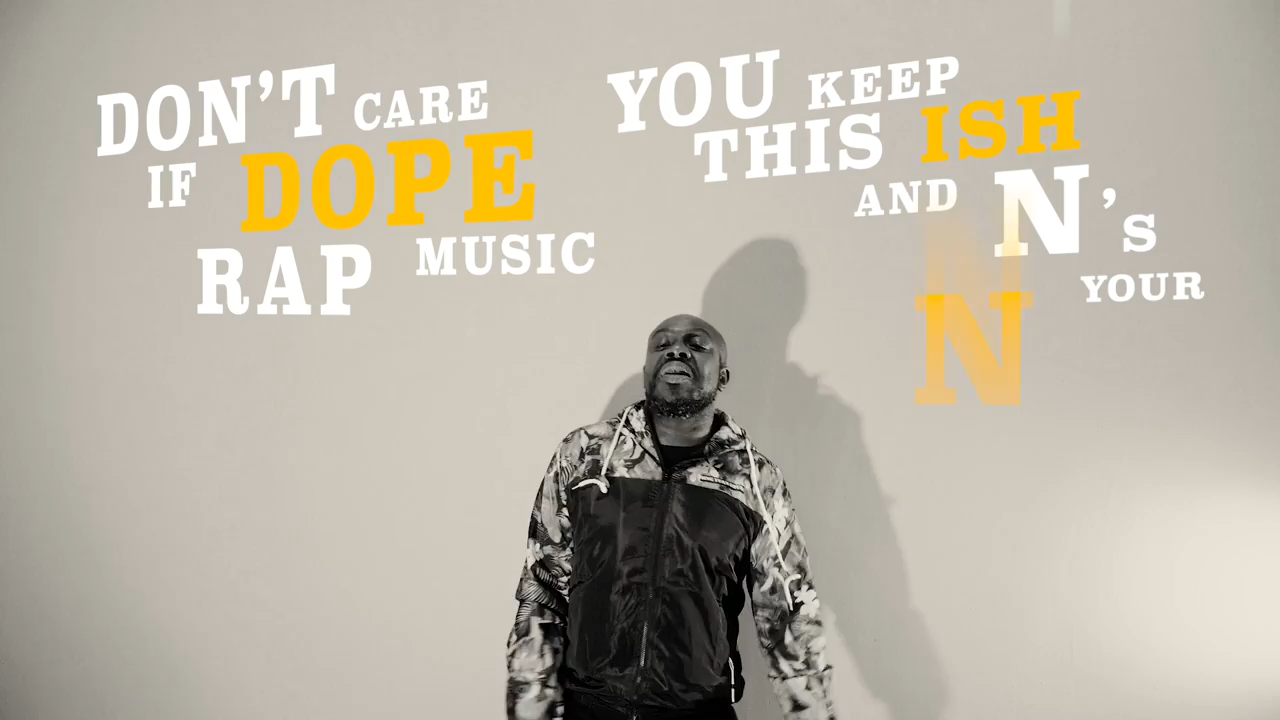 DON'T CARE
IF DOPE
RAP MUSIC
YOU KEEP
THIS ISH
AND N's
YOUR
N